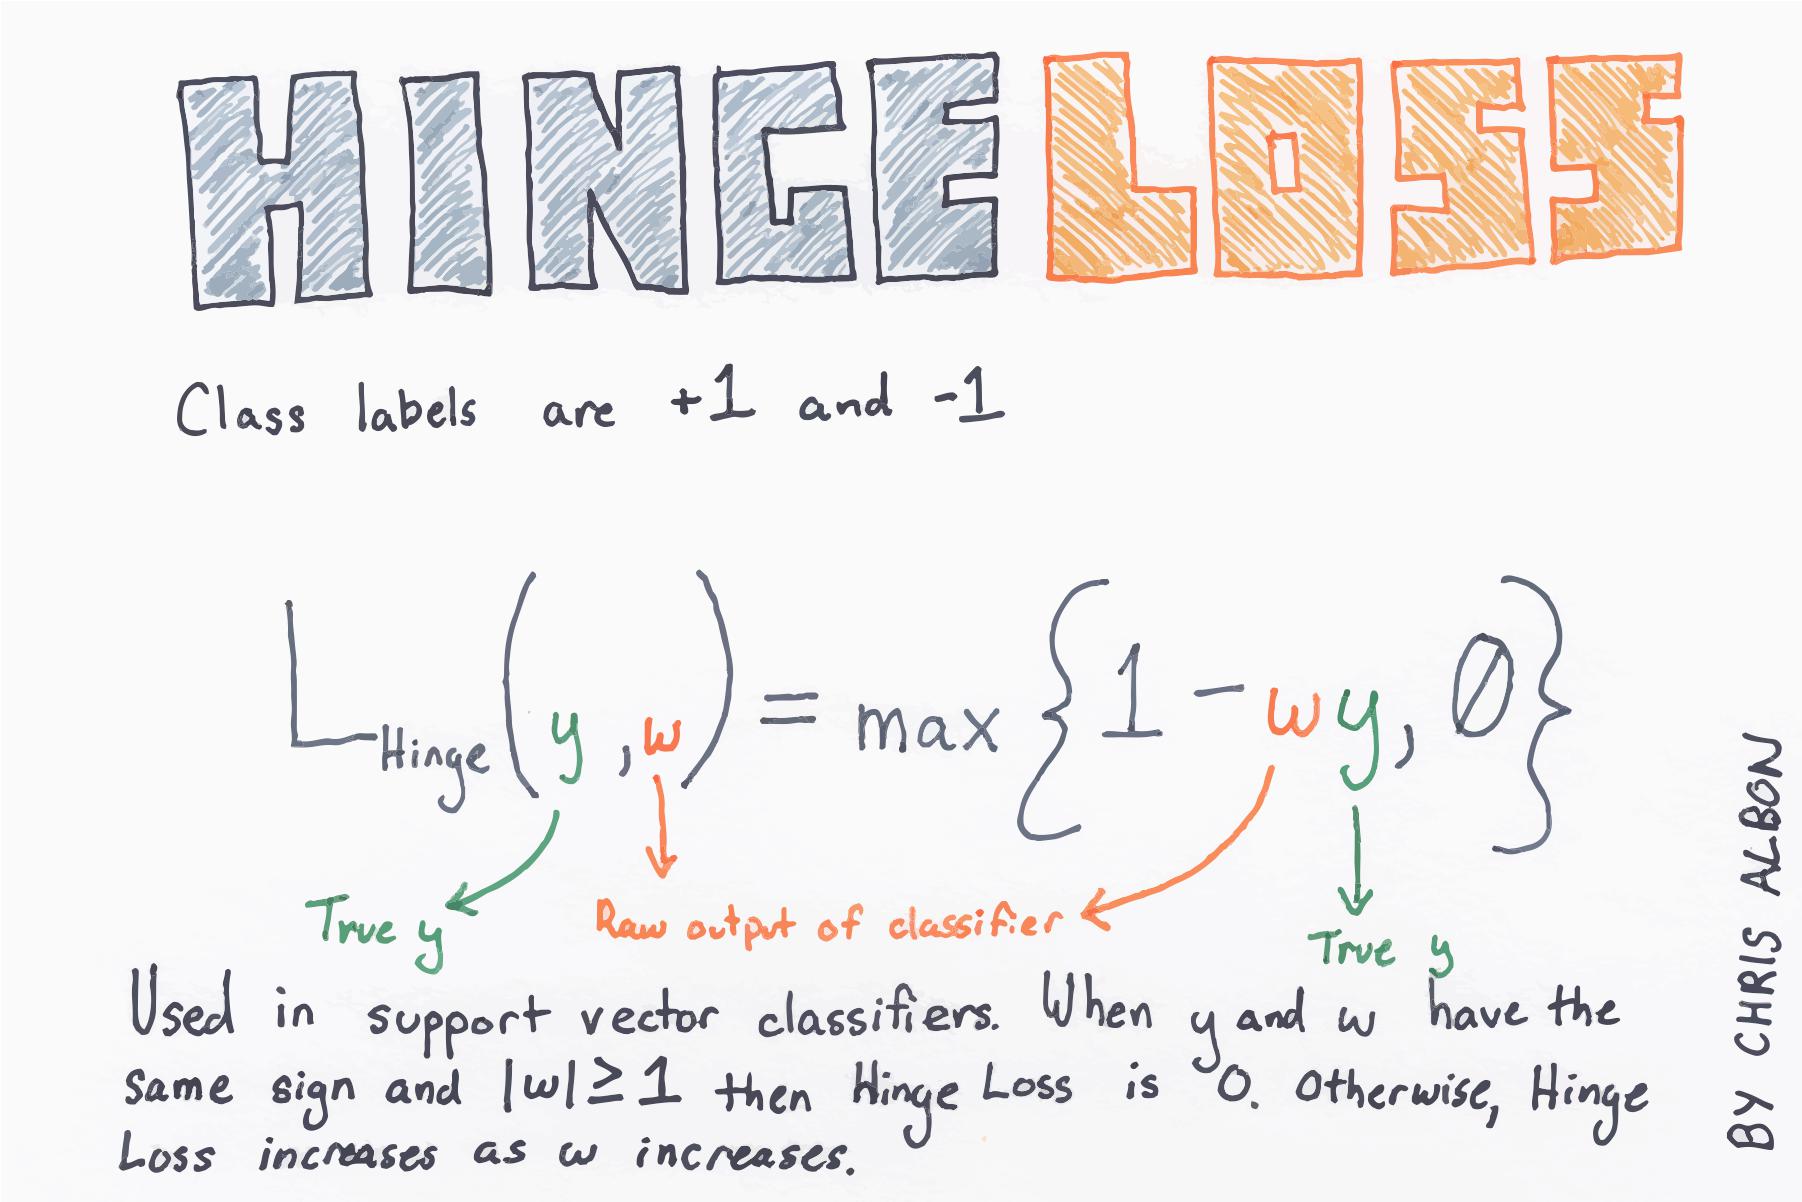 HINGE LOSS
Class labels are +1 and -1
L Hinge (y, w) = max {1 - wy, 0}
True y
Raw output of classifier
True y
Used in support vector classifiers. When y and w have the
same sign and |w| ≥ 1 then Hinge Loss is 0. Otherwise, Hinge
Loss increases as w increases.
BY CHRIS ALBON